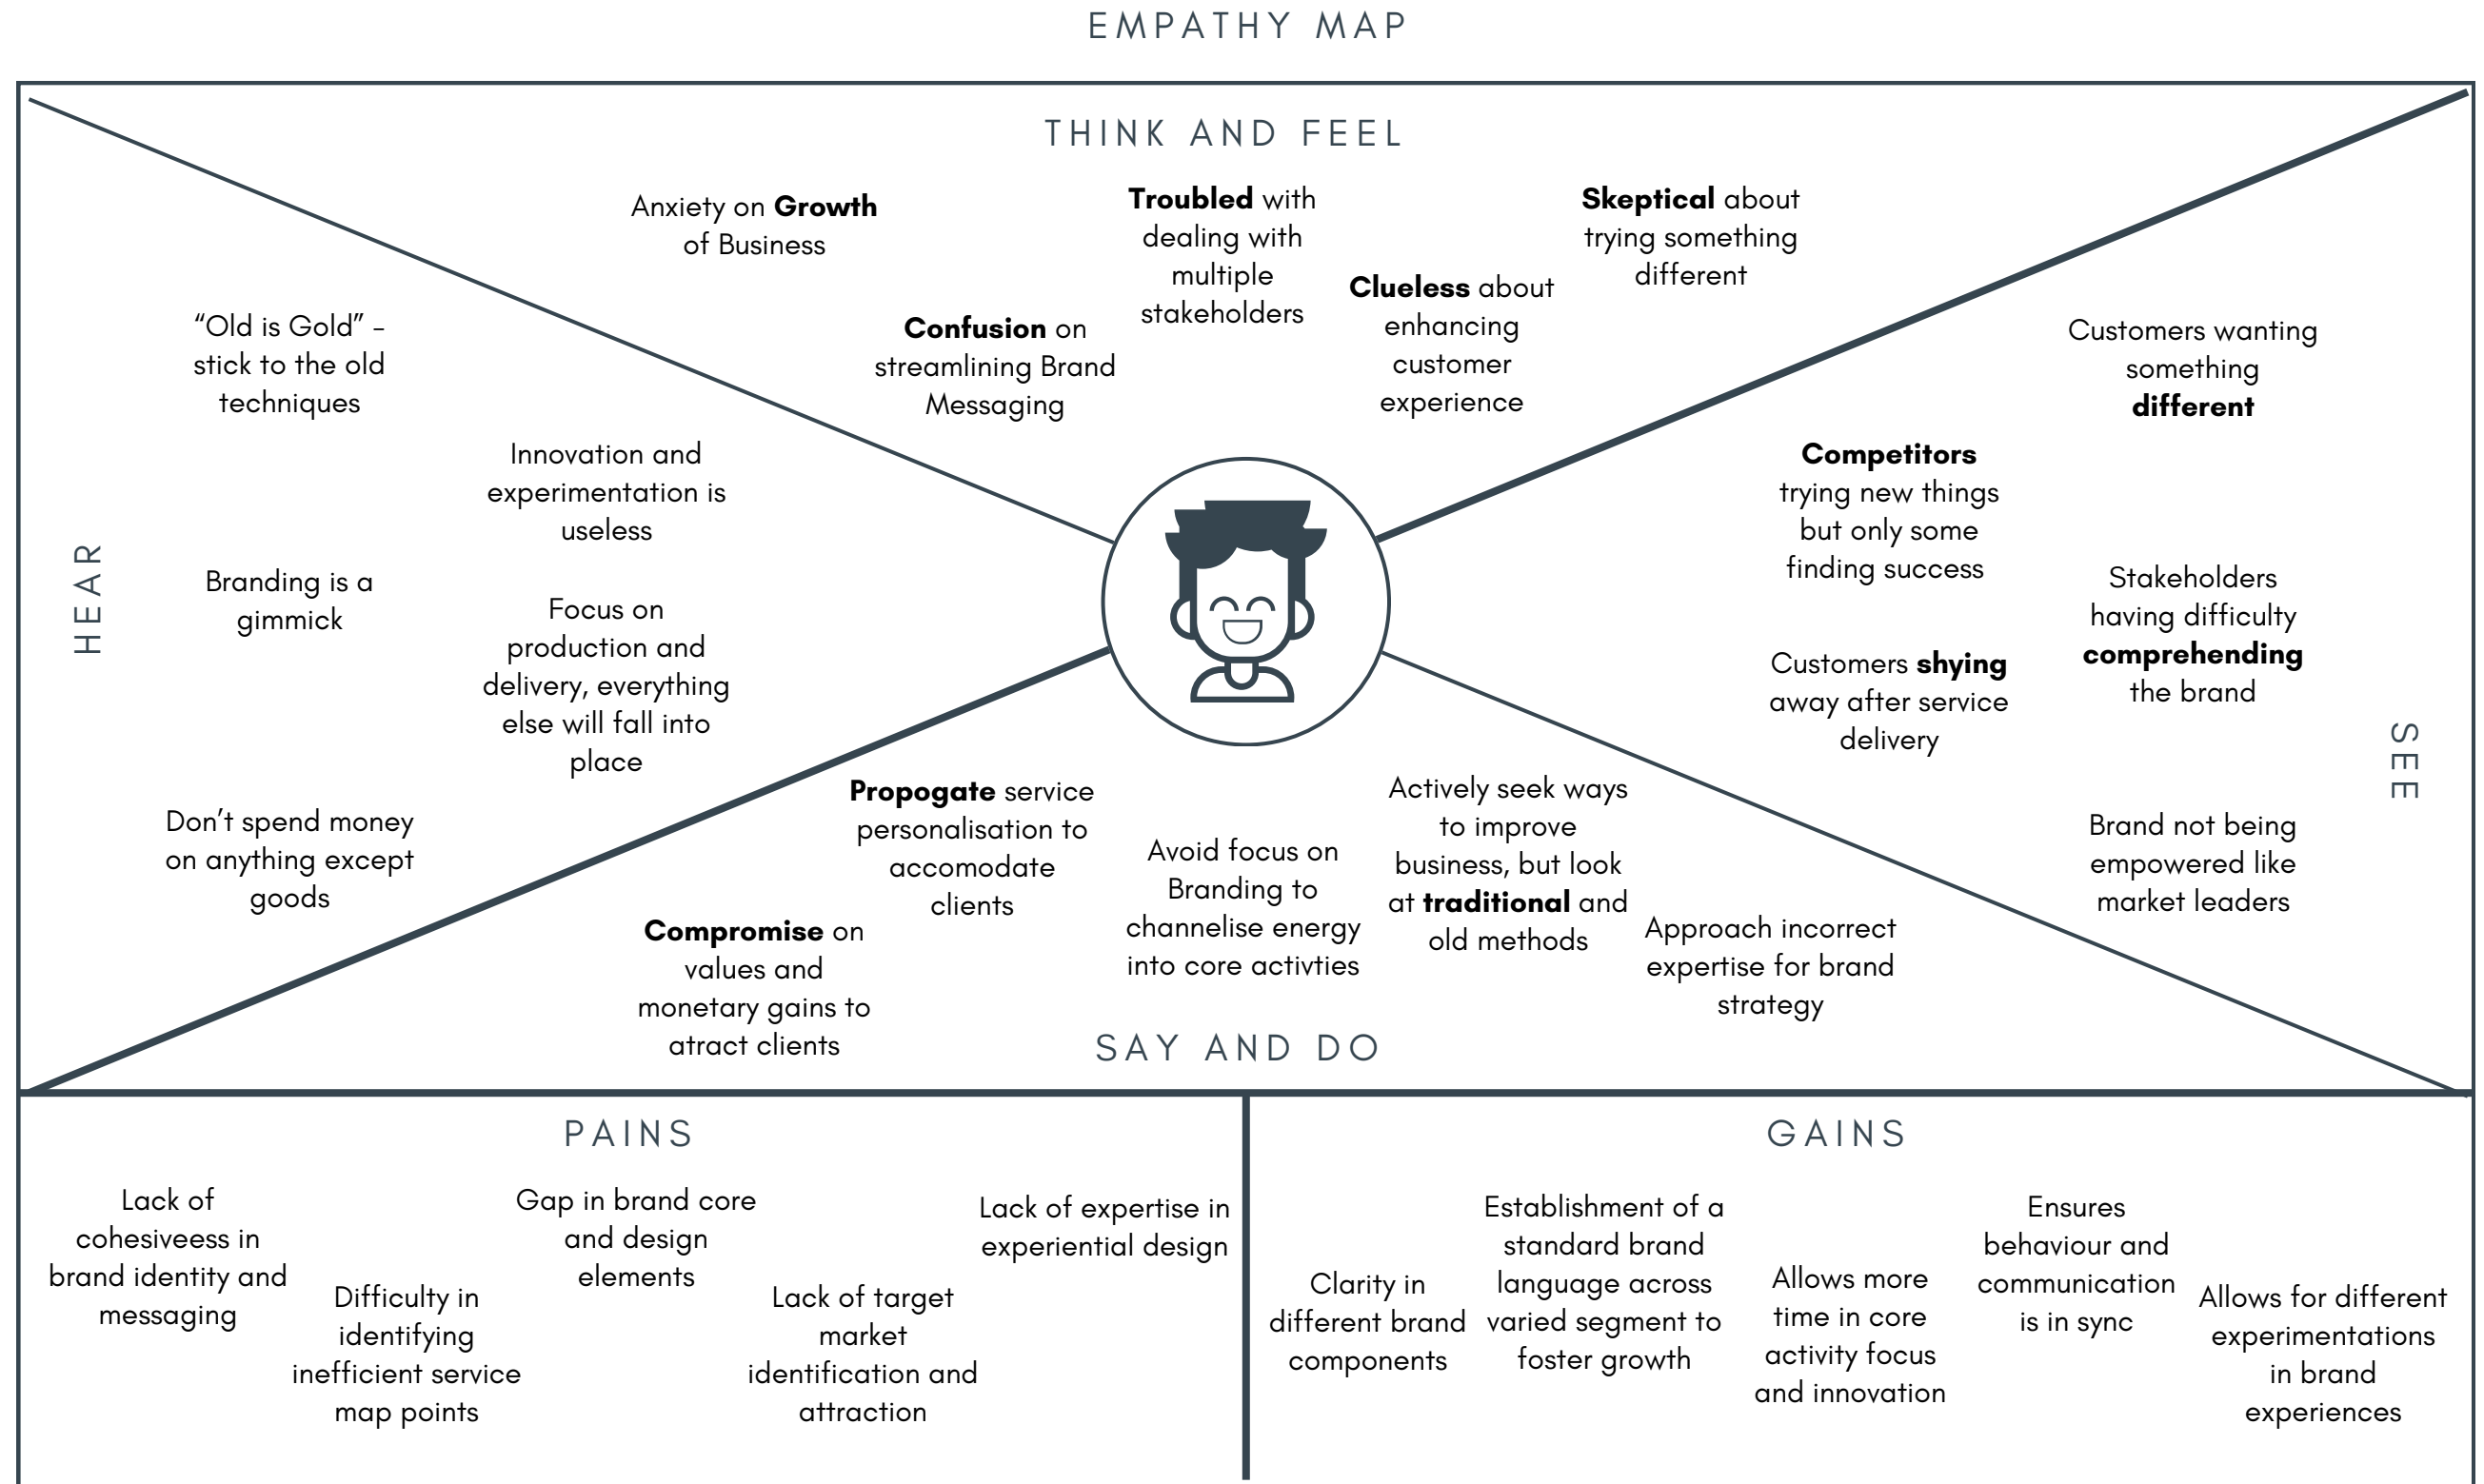 EMPATHY MAP
THINK AND FEEL
Anxiety on Growth
of Business
Confusion on
streamlining Brand
Messaging
Troubled with
dealing with
multiple
stakeholders
Clueless about
enhancing
customer
experience
Skeptical about
trying something
different
HEAR
“Old is Gold” -
stick to the old
techniques
Innovation and
experimentation is
useless
Branding is a
gimmick
Focus on
production and
delivery, everything
else will fall into
place
Don’t spend money
on anything except
goods
SEE
Customers wanting
something
different
Competitors
trying new things
but only some
finding success
Stakeholders
having difficulty
comprehending
the brand
Customers shying
away after service
delivery
Brand not being
empowered like
market leaders
Propogate service
personalisation to
accomodate
clients
Compromise on
values and
monetary gains to
atract clients
Avoid focus on
Branding to
channelise energy
into core activties
Actively seek ways
to improve
business, but look
at traditional and
old methods
Approach incorrect
expertise for brand
strategy
SAY AND DO
PAINS
Lack of
cohesiveess in
brand identity and
messaging
Difficulty in
identifying
inefficient service
map points
Gap in brand core
and design
elements
Lack of target
market
identification and
attraction
Lack of expertise in
experiential design
GAINS
Clarity in
different brand
components
Establishment of a
standard brand
language across
varied segment to
foster growth
Allows more
time in core
activity focus
and innovation
Ensures
behaviour and
communication
is in sync
Allows for different
experimentations
in brand
experiences